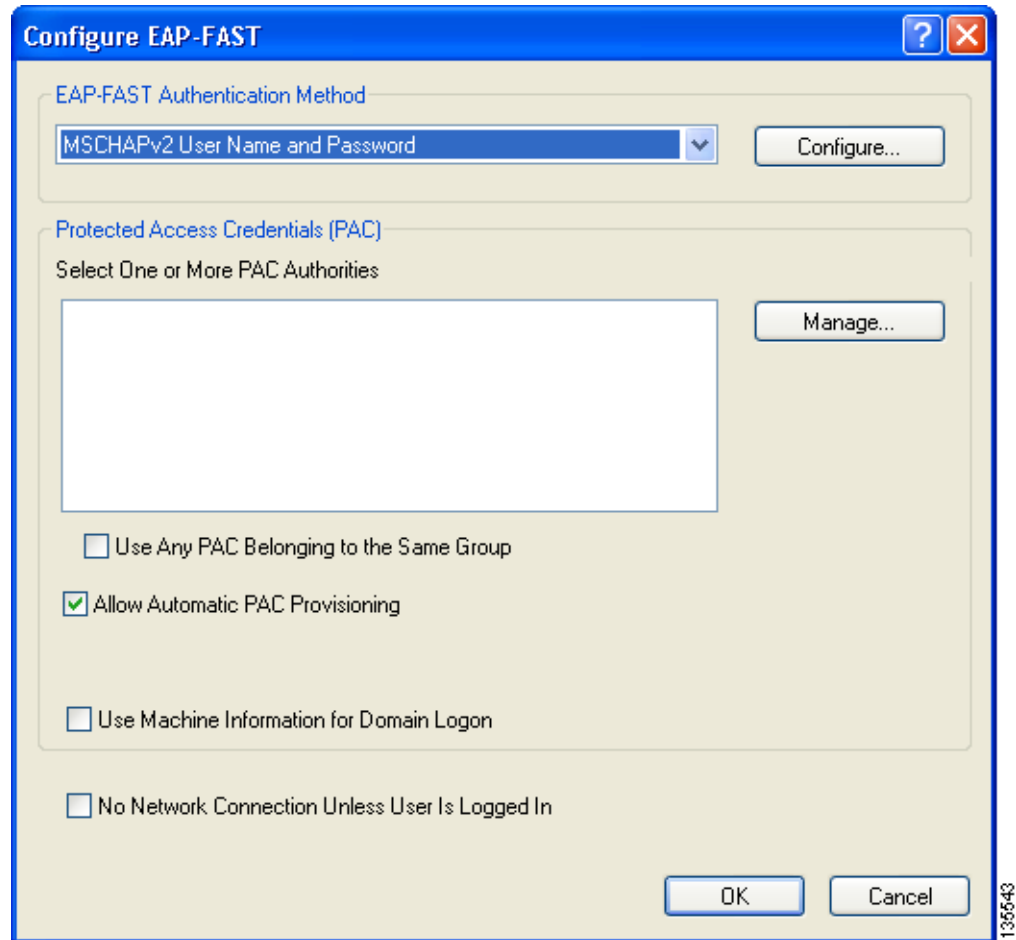 Configure EAP-FAST
EAP-FAST Authentication Method
MSCHAPv2 User Name and Password
Configure...
Protected Access Credentials (PAC)
Select One or More PAC Authorities
Manage...
Use Any PAC Belonging to the Same Group
Allow Automatic PAC Provisioning
Use Machine Information for Domain Logon
No Network Connection Unless User Is Logged In
OK
Cancel
135543